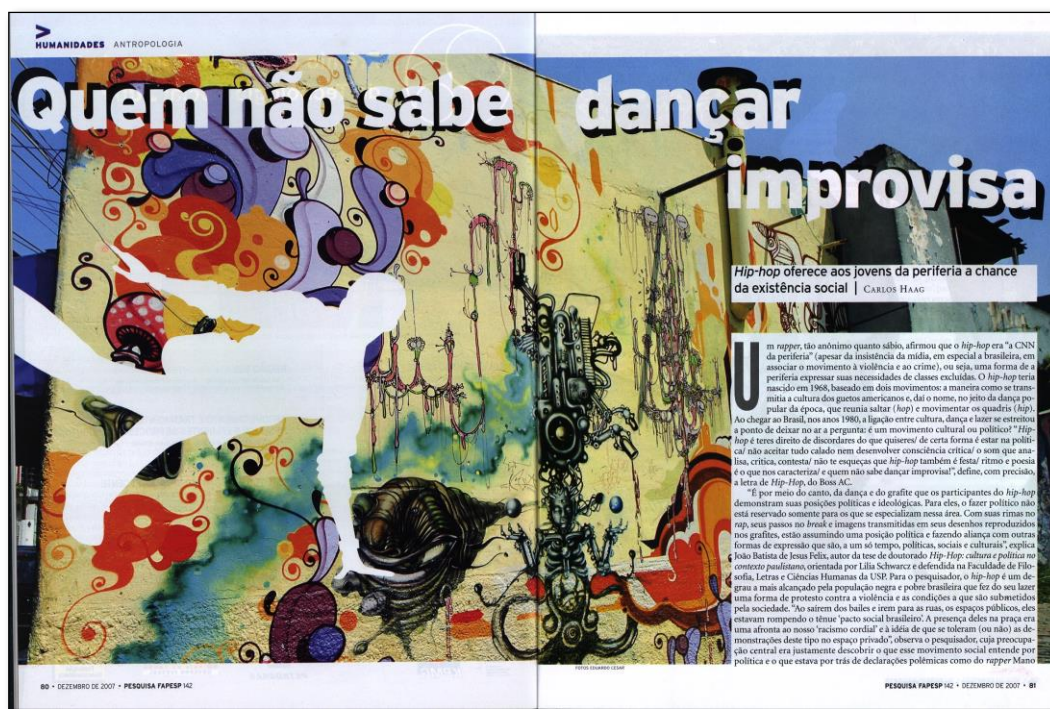 HUMANIDADES ANTROPOLOGIA
Quem não sabe dançar
improvisa
Hip-hop oferece aos jovens da periferia a chance
da existência social | CARLOS HAAG
Um rapper, tão anônimo quanto sábio, afirmou que o hip-hop era "a CNN
da periferia" (apesar da insistência da mídia, em especial a brasileira, em
associar o movimento à violência e ao crime), ou seja, uma forma de a
periferia expressar suas necessidades de classes excluídas. O hip-hop teria
nascido em 1968, baseado em dois movimentos: a maneira como se trans-
mitia a cultura dos guetos americanos e, daí o nome, no jeito da dança po-
pular da época, que reunia saltar (hop) e movimentar os quadris (hip).
Ao chegar ao Brasil, nos anos 1980, a ligação entre cultura, dança e lazer se estreitou
a ponto de deixar no ar a pergunta: é um movimento cultural ou político? "Hip-
hop é teres direito de discordares do que quiseres/ de certa forma é estar na políti-
ca/ não aceitar tudo calado nem desenvolver consciência crítica/ o som que ana-
lisa, critica, contesta/ não te esqueças que hip-hop também é festa/ ritmo e poesia
é o que nos caracteriza/ e quem não sabe dançar improvisa!", define, com precisão,
a letra de Hip-Hop, do Boss AC.
"É por meio do canto, da dança e do grafite que os participantes do hip-hop
demonstram suas posições políticas e ideológicas. Para eles, o fazer político não
está reservado somente para os que se especializam nessa área. Com suas rimas no
rap, seus passos no break e imagens transmitidas em seus desenhos reproduzidos
nos grafites, estão assumindo uma posição política e fazendo aliança com outras
formas de expressão que são, a um só tempo, políticas, sociais e culturais", explica
João Batista de Jesus Felix, autor da tese de doutorado Hip-Hop: cultura e política no
contexto paulistano, orientada por Lilia Schwarcz e defendida na Faculdade de Filo-
sofia, Letras e Ciências Humanas da USP. Para o pesquisador, o hip-hop é um de-
grau a mais alcançado pela população negra e pobre brasileira que fez do seu lazer
uma forma de protesto contra a violência e as condições a que são submetidos
pela sociedade. "Ao saírem dos bailes e irem para as ruas, os espaços públicos, eles
estavam rompendo o tênue 'pacto social brasileiro'. A presença deles na praça era
uma afronta ao nosso 'racismo cordial' e à idéia de que se toleram (ou não) as de-
monstrações deste tipo no espaço privado", observa o pesquisador, cuja preocupa-
ção central era justamente descobrir o que esse movimento social entende por
política e o que estava por trás de declarações polêmicas como do rapper Mano
FOTOS EDUARDO CESAR
80 • DEZEMBRO DE 2007 • PESQUISA FAPESP 142
PESQUISA FAPESP 142 • DEZEMBRO DE 2007 • 81